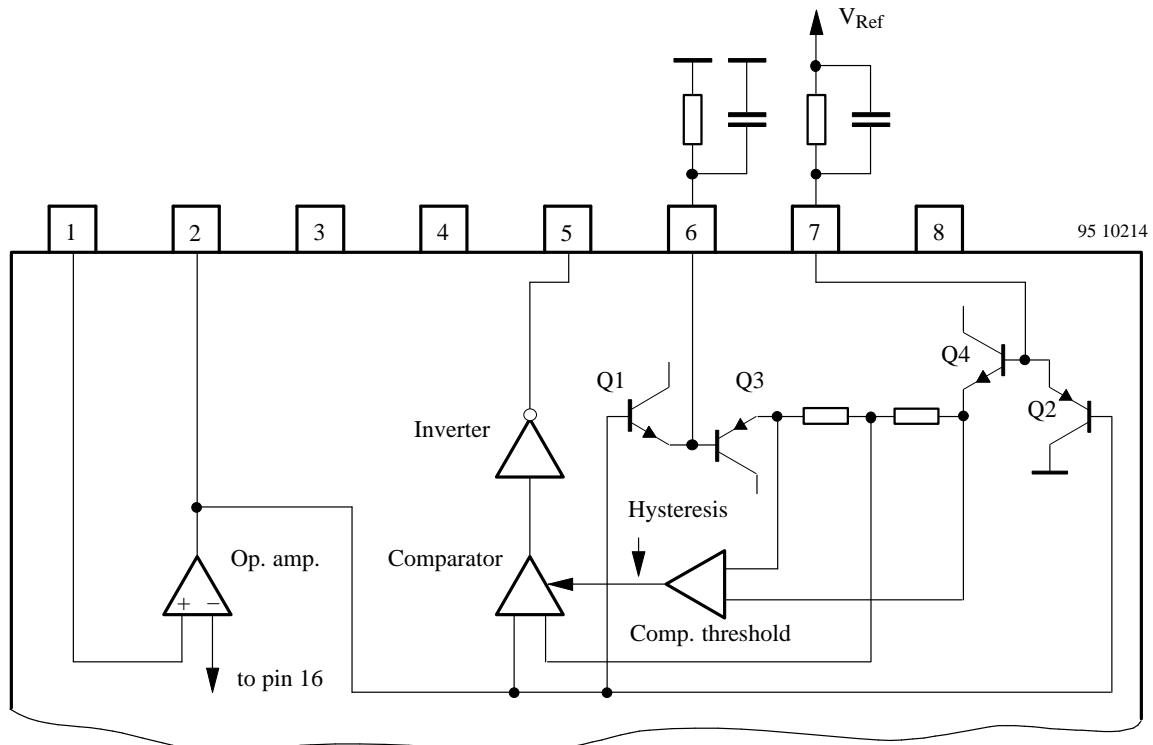 V_Ref
1
2
3
4
5
6
7
8
95 10214
Q4
Q1
Q3
Q2
Inverter
Hysteresis
Op. amp.
Comparator
+ −
Comp. threshold
to pin 16